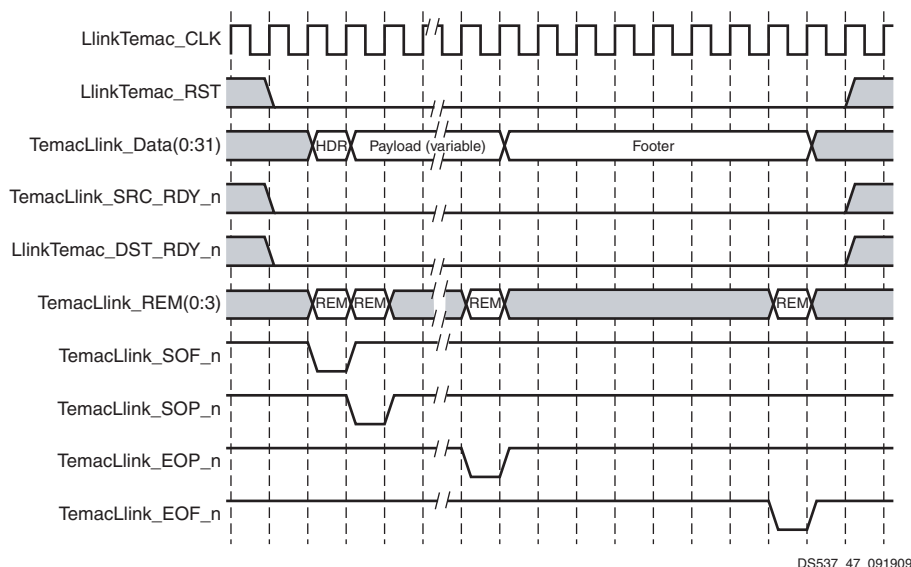 LlinkTemac_CLK
LlinkTemac_RST
TemacLlink_Data(0:31)
HDR
Payload (variable)
Footer
TemacLlink_SRC_RDY_n
LlinkTemac_DST_RDY_n
TemacLlink_REM(0:3)
REM
REM
REM
REM
TemacLlink_SOF_n
TemacLlink_SOP_n
TemacLlink_EOP_n
TemacLlink_EOF_n
DS537_47_091909